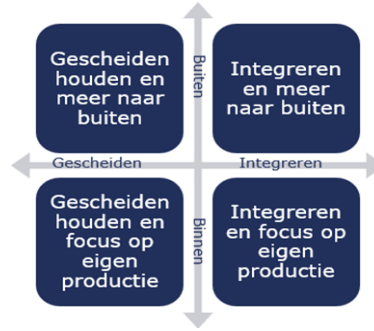 Gescheiden
houden en
meer naar
buiten
Buiten
Integreren
en meer
naar buiten
Gescheiden
Integreren
Gescheiden
houden en
focus op
eigen
productie
Binnen
Integreren
en focus op
eigen
productie